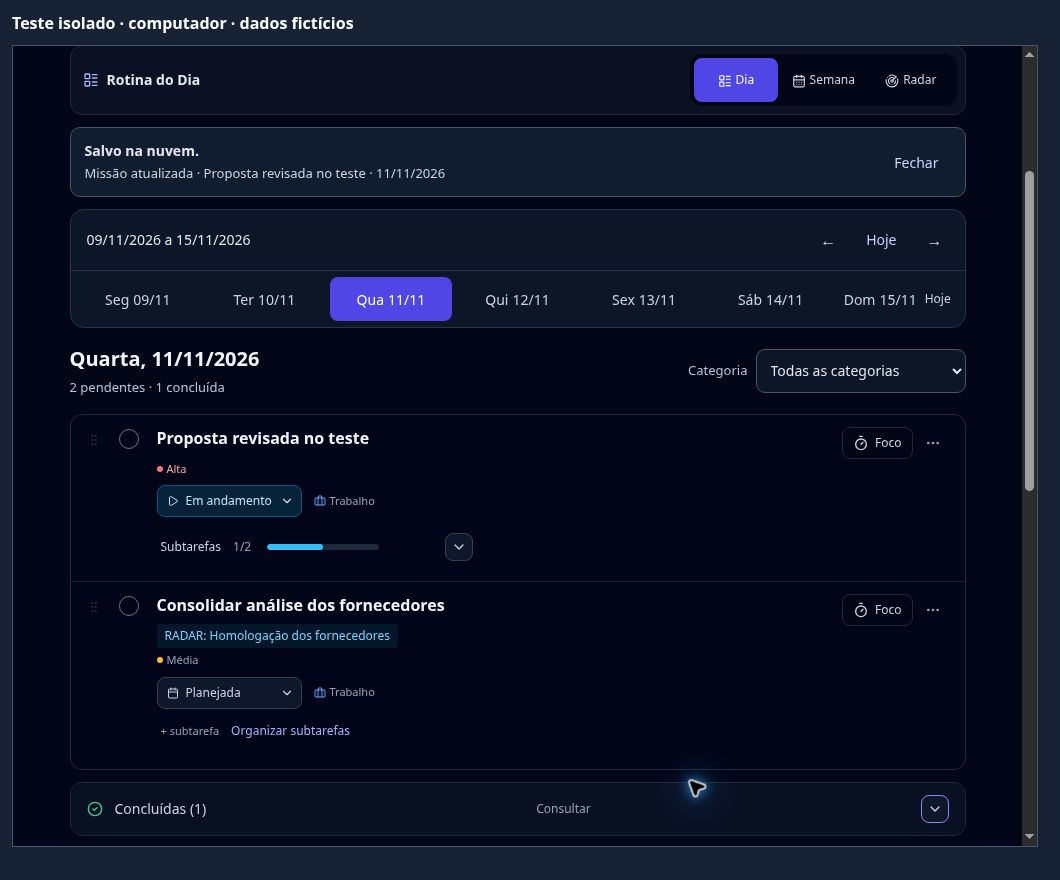 Teste isolado · computador · dados fictícios
Rotina do Dia
Dia
Semana
Radar
Salvo na nuvem.
Missão atualizada · Proposta revisada no teste · 11/11/2026
Fechar
09/11/2026 a 15/11/2026
←
Hoje
→
Seg 09/11
Ter 10/11
Qua 11/11
Qui 12/11
Sex 13/11
Sáb 14/11
Dom 15/11 Hoje
Quarta, 11/11/2026
2 pendentes · 1 concluída
Categoria
Todas as categorias
Proposta revisada no teste
Foco
...
Alta
Em andamento
Trabalho
Subtarefas 1/2
Consolidar análise dos fornecedores
Foco
...
RADAR: Homologação dos fornecedores
Média
Planejada
Trabalho
+ subtarefa
Organizar subtarefas
Concluídas (1)
Consultar